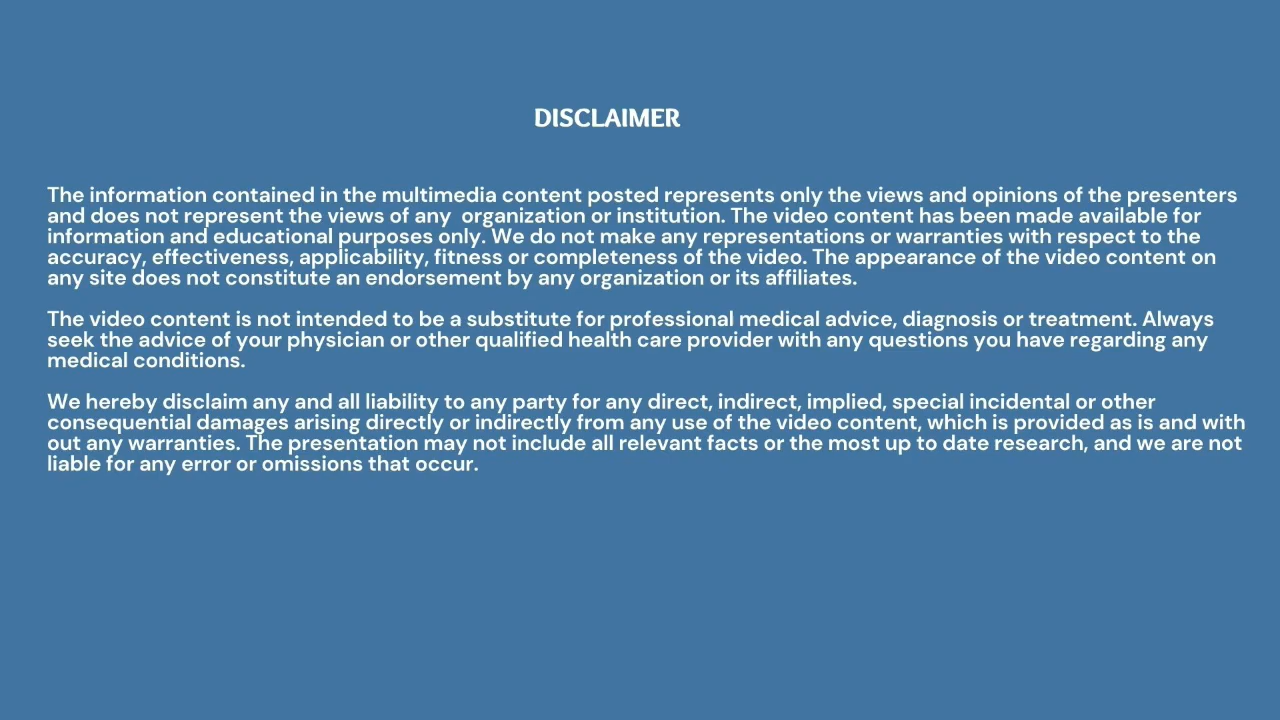 DISCLAIMER
The information contained in the multimedia content posted represents only the views and opinions of the presenters
and does not represent the views of any  organization or institution. The video content has been made available for
information and educational purposes only. We do not make any representations or warranties with respect to the
accuracy, effectiveness, applicability, fitness or completeness of the video. The appearance of the video content on
any site does not constitute an endorsement by any organization or its affiliates.
The video content is not intended to be a substitute for professional medical advice, diagnosis or treatment. Always
seek the advice of your physician or other qualified health care provider with any questions you have regarding any
medical conditions.
We hereby disclaim any and all liability to any party for any direct, indirect, implied, special incidental or other
consequential damages arising directly or indirectly from any use of the video content, which is provided as is and with
out any warranties. The presentation may not include all relevant facts or the most up to date research, and we are not
liable for any error or omissions that occur.